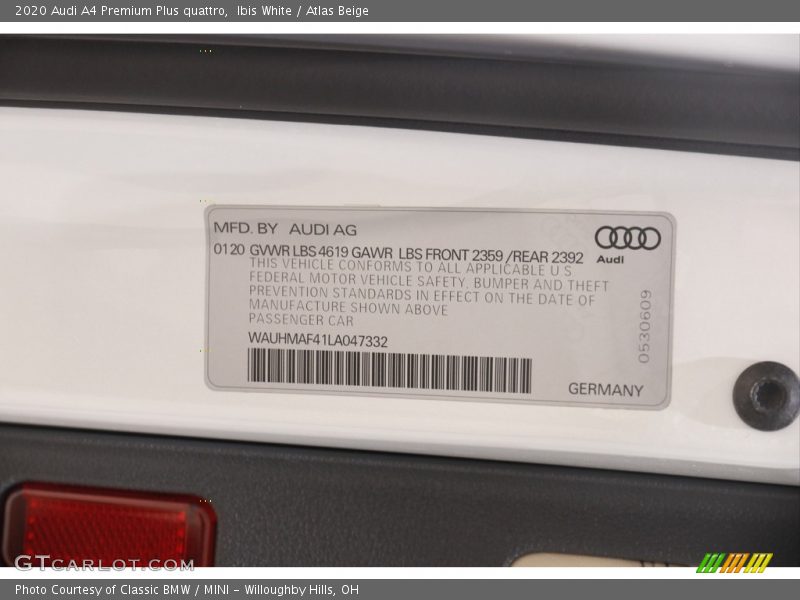 2020 Audi A4 Premium Plus quattro,  Ibis White / Atlas Beige
MFD. BY AUDI AG
0120 GVWR LBS 4619 GAWR LBS FRONT 2359 /REAR 2392
THIS VEHICLE CONFORMS TO ALL APPLICABLE U S
FEDERAL MOTOR VEHICLE SAFETY, BUMPER AND THEFT
PREVENTION STANDARDS IN EFFECT ON THE DATE OF
MANUFACTURE SHOWN ABOVE
PASSENGER CAR
WAUHMAF41LA047332
Audi
0530609
GERMANY
GTCARLOT.COM
Photo Courtesy of Classic BMW / MINI - Willoughby Hills, OH